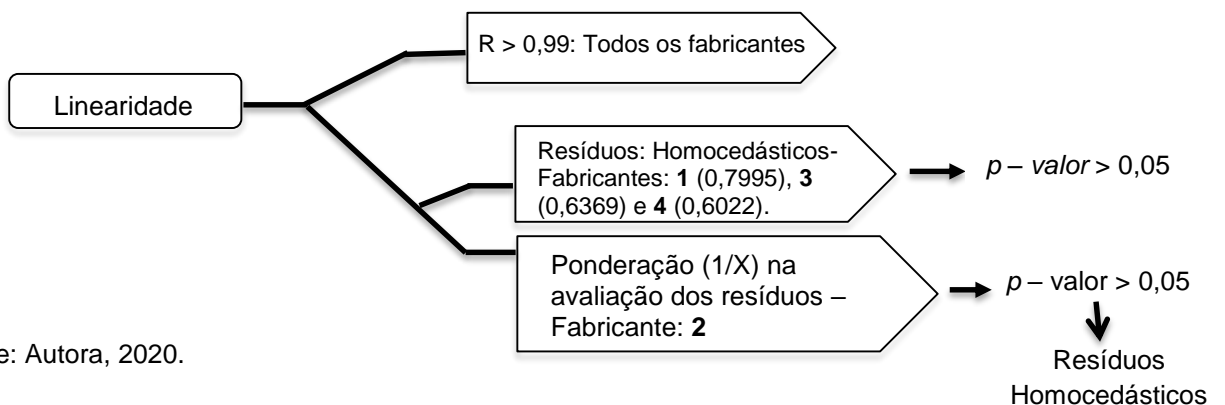 R > 0,99: Todos os fabricantes
Linearidade
Resíduos: Homocedásticos-
Fabricantes: 1 (0,7995), 3
(0,6369) e 4 (0,6022).
p – valor > 0,05
Ponderação (1/X) na
avaliação dos resíduos –
Fabricante: 2
p – valor > 0,05
Resíduos
Homocedásticos
e: Autora, 2020.